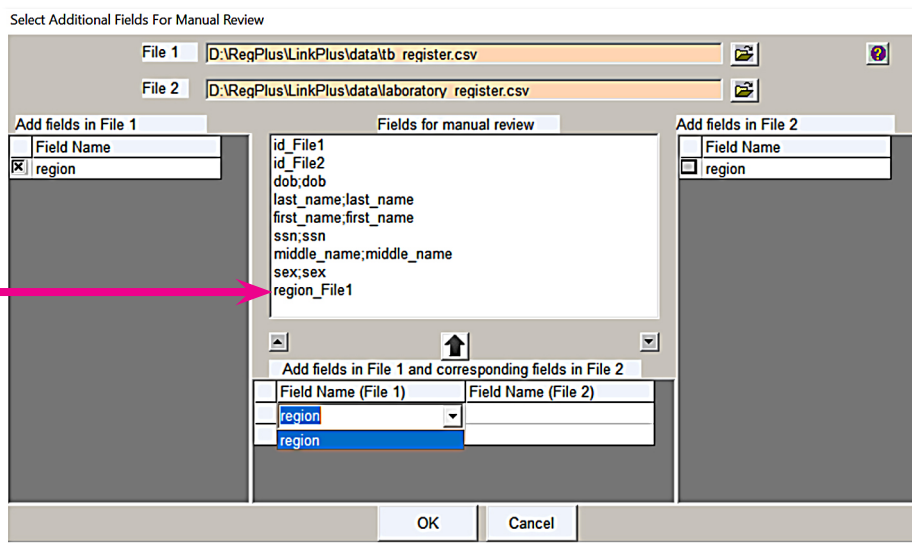 Select Additional Fields For Manual Review
File 1 D:\RegPlus\LinkPlus\data\tb_register.csv
File 2 D:\RegPlus\LinkPlus\data\laboratory_register.csv
Add fields in File 1
Field Name
region
Fields for manual review
id_File1
id_File2
dob;dob
last_name;last_name
first_name;first_name
ssn;ssn
middle_name;middle_name
sex;sex
region_File1
Add fields in File 2
Field Name
region
Add fields in File 1 and corresponding fields in File 2
Field Name (File 1) Field Name (File 2)
region
region
OK Cancel